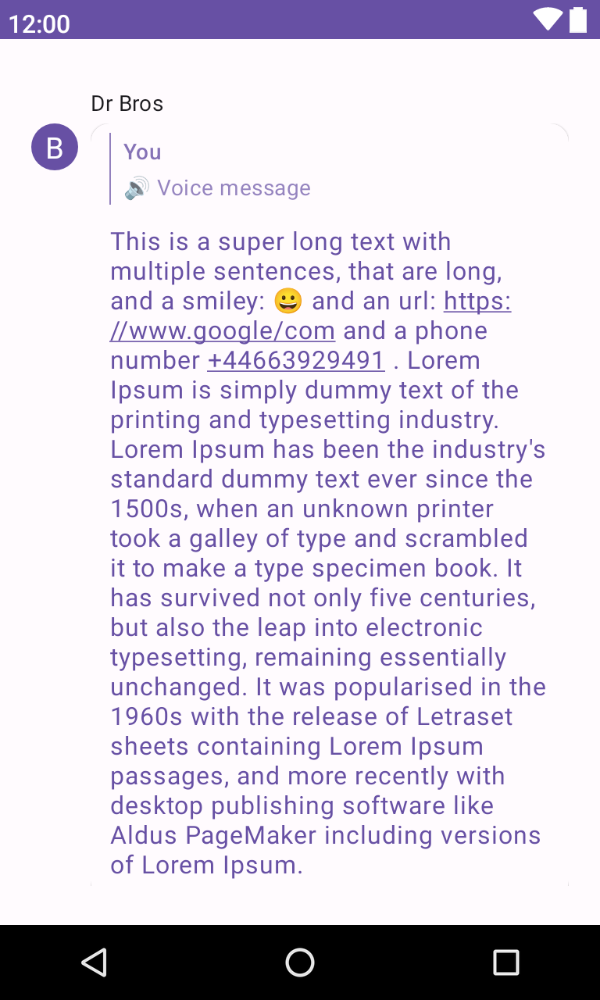 12:00
Dr Bros
B
You
🔊 Voice message
This is a super long text with
multiple sentences, that are long,
and a smiley: 😀 and an url: https:
//www.google/com and a phone
number +44663929491 . Lorem
Ipsum is simply dummy text of the
printing and typesetting industry.
Lorem Ipsum has been the industry's
standard dummy text ever since the
1500s, when an unknown printer
took a galley of type and scrambled
it to make a type specimen book. It
has survived not only five centuries,
but also the leap into electronic
typesetting, remaining essentially
unchanged. It was popularised in the
1960s with the release of Letraset
sheets containing Lorem Ipsum
passages, and more recently with
desktop publishing software like
Aldus PageMaker including versions
of Lorem Ipsum.